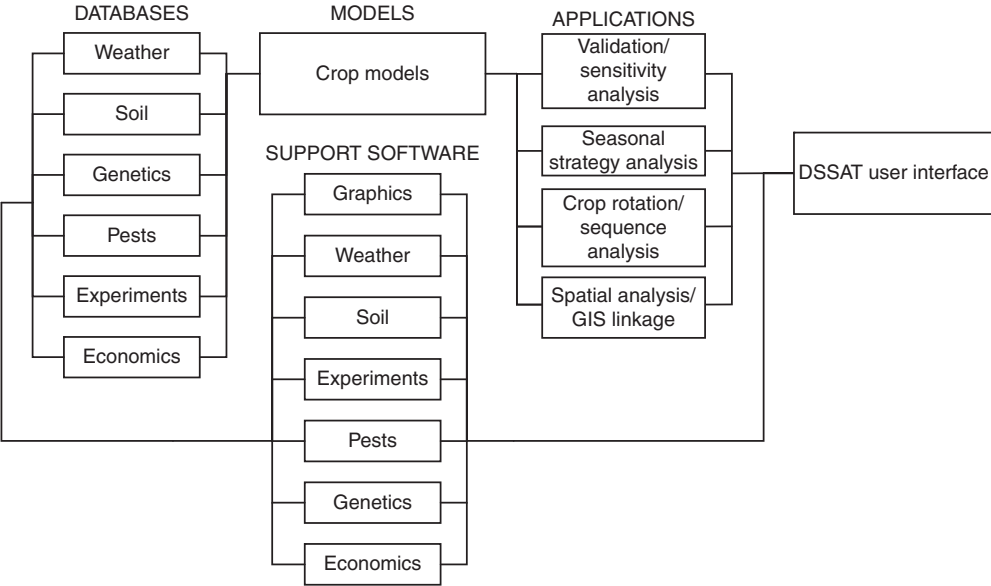 DATABASES
Weather
Soil
Genetics
Pests
Experiments
Economics
MODELS
Crop models
SUPPORT SOFTWARE
Graphics
Weather
Soil
Experiments
Pests
Genetics
Economics
APPLICATIONS
Validation/
sensitivity
analysis
Seasonal
strategy analysis
Crop rotation/
sequence
analysis
Spatial analysis/
GIS linkage
DSSAT user interface